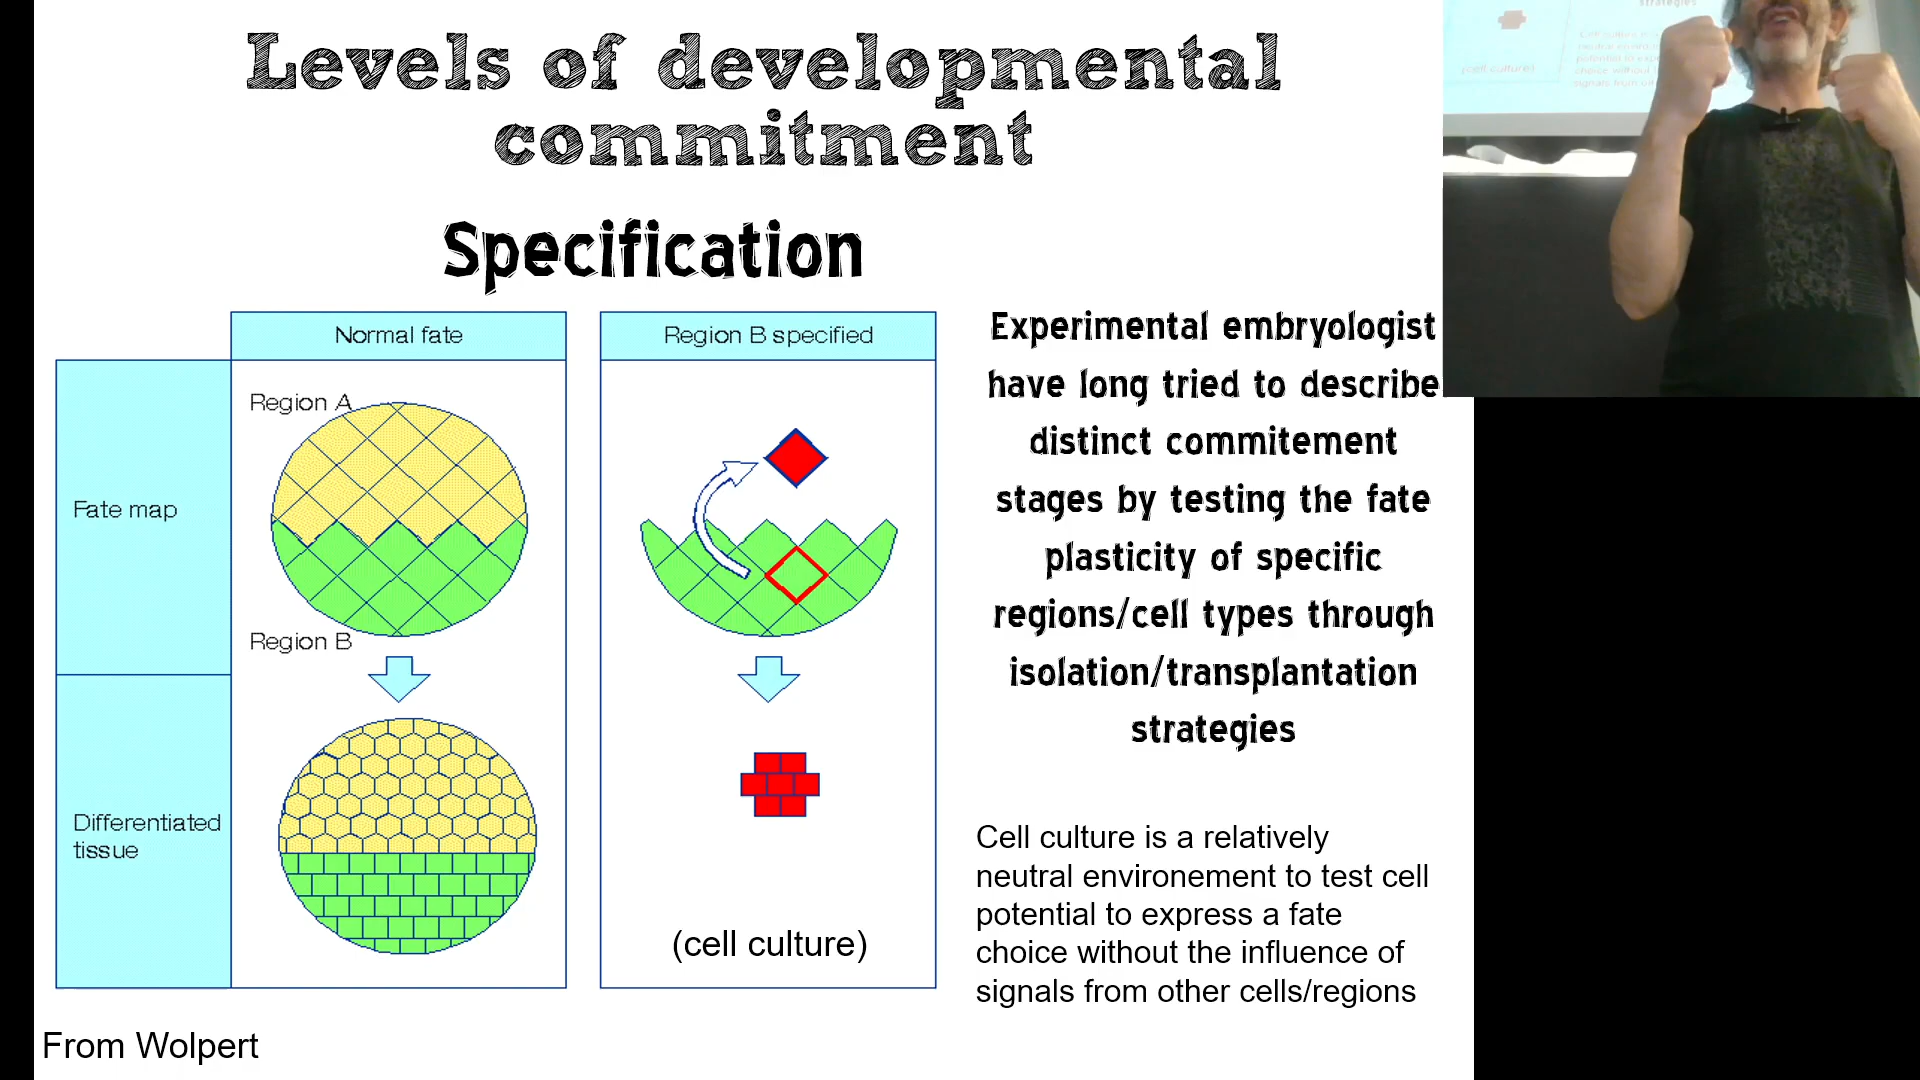 Levels of developmental
commitment
Specification
Normal fate
Region B specified
Region A
Fate map
Region B
Differentiated
tissue
(cell culture)
Experimental embryologist
have long tried to describe
distinct commitement
stages by testing the fate
plasticity of specific
regions/cell types through
isolation/transplantation
strategies
Cell culture is a relatively
neutral environement to test cell
potential to express a fate
choice without the influence of
signals from other cells/regions
From Wolpert
strategies
(cell culture)